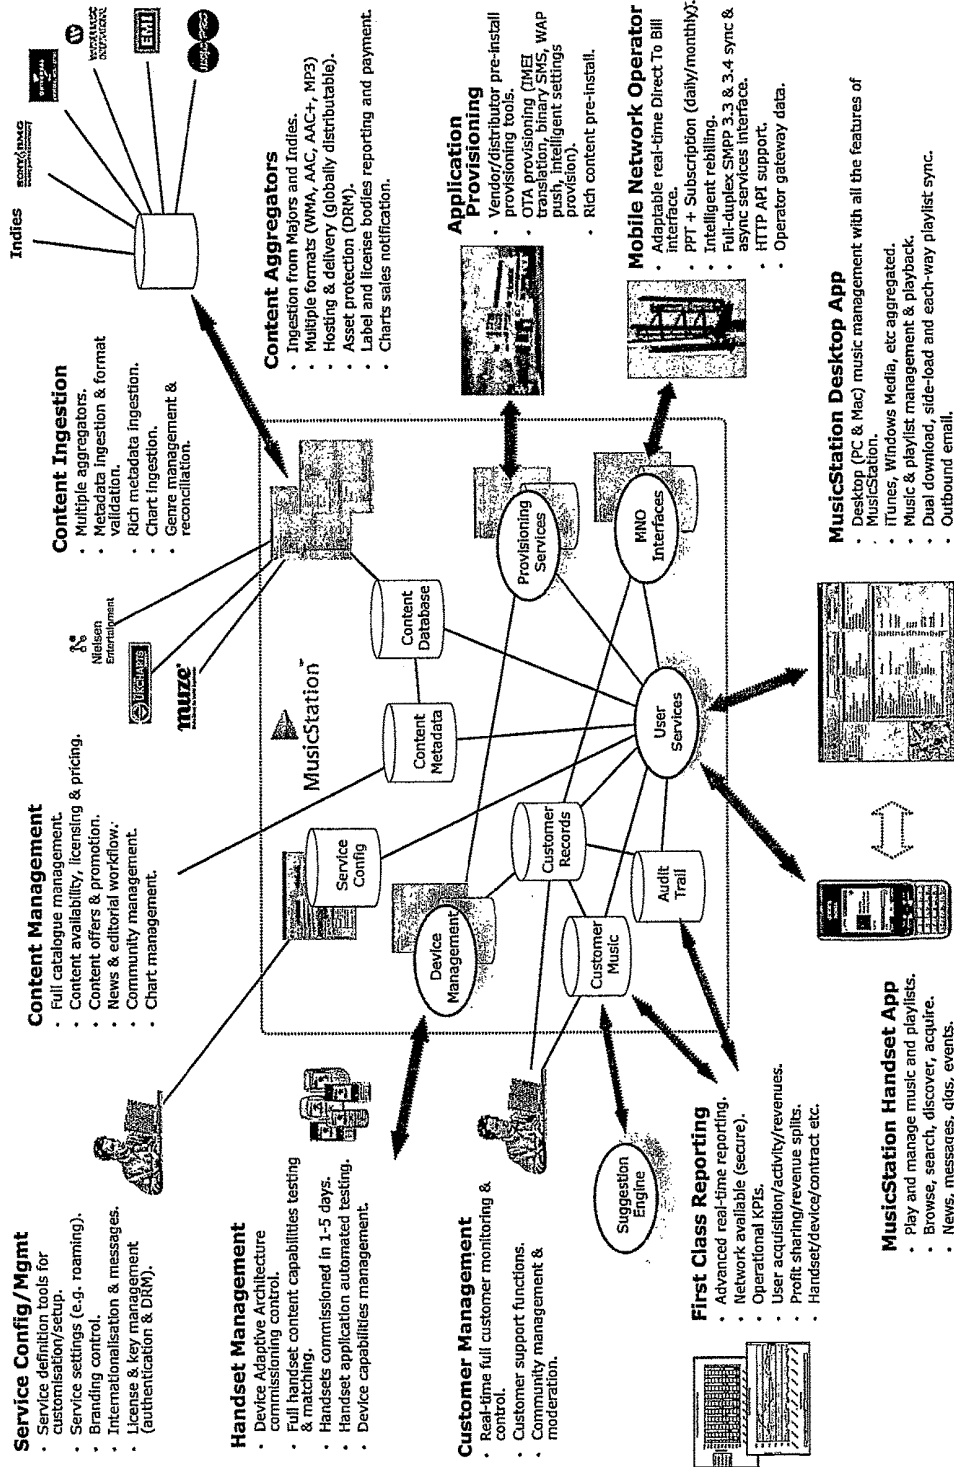 Service Config/Mgmt
· Service definition tools for
customisation/setup.
· Service settings (e.g. roaming).
· Branding control.
· Internationalisation & messages.
· License & key management
(authentication & DRM).
Content Management
· Full catalogue management.
· Content availability, licensing & pricing.
· Content offers & promotion.
· News & editorial workflow.
· Community management.
· Chart management.
Nielsen
Entertainment
UKCHARTS
muze
Content Ingestion
· Multiple aggregators.
· Metadata ingestion & format
validation.
· Rich metadata ingestion.
· Chart ingestion.
· Genre management &
reconciliation.
Indies
SONY BMG
EMI
Content Aggregators
· Ingestion from Majors and Indies.
· Multiple formats (WMA, AAC, AAC+, MP3)
· Hosting & delivery (globally distributable).
· Asset protection (DRM).
· Label and license bodies reporting and payment.
· Charts sales notification.
Handset Management
· Device Adaptive Architecture
commissioning control.
· Full handset content capabilities testing
& matching.
· Handsets commissioned in 1-5 days.
· Handset application automated testing.
· Device capabilities management.
MusicStation™
Service
Config
Content
Metadata
Content
Database
Device
Management
Customer
Records
Customer
Music
Audit
Trail
User
Services
Provisioning
Services
MNO
Interfaces
Application
Provisioning
· Vendor/distributor pre-install
provisioning tools.
· OTA provisioning (IMEI
translation, binary SMS, WAP
push, intelligent settings
provision).
· Rich content pre-install.
Customer Management
· Real-time full customer monitoring &
control.
· Customer support functions.
· Community management &
moderation.
Suggestion
Engine
Mobile Network Operator
· Adaptable real-time Direct To Bill
interface.
· PPT + Subscription (daily/monthly).
· Intelligent rebilling.
· Full-duplex SMPP 3.3 & 3.4 sync &
async services interface.
· HTTP API support.
· Operator gateway data.
First Class Reporting
· Advanced real-time reporting.
· Network available (secure).
· Operational KPIs.
· User acquisition/activity/revenues.
· Profit sharing/revenue splits.
· Handset/device/contract etc.
MusicStation Handset App
· Play and manage music and playlists.
· Browse, search, discover, acquire.
· News, messages, gigs, events.
MusicStation Desktop App
· Desktop (PC & Mac) music management with all the features of
MusicStation.
· iTunes, Windows Media, etc aggregated.
· Music & playlist management & playback.
· Dual download, side-load and each-way playlist sync.
· Outbound email.